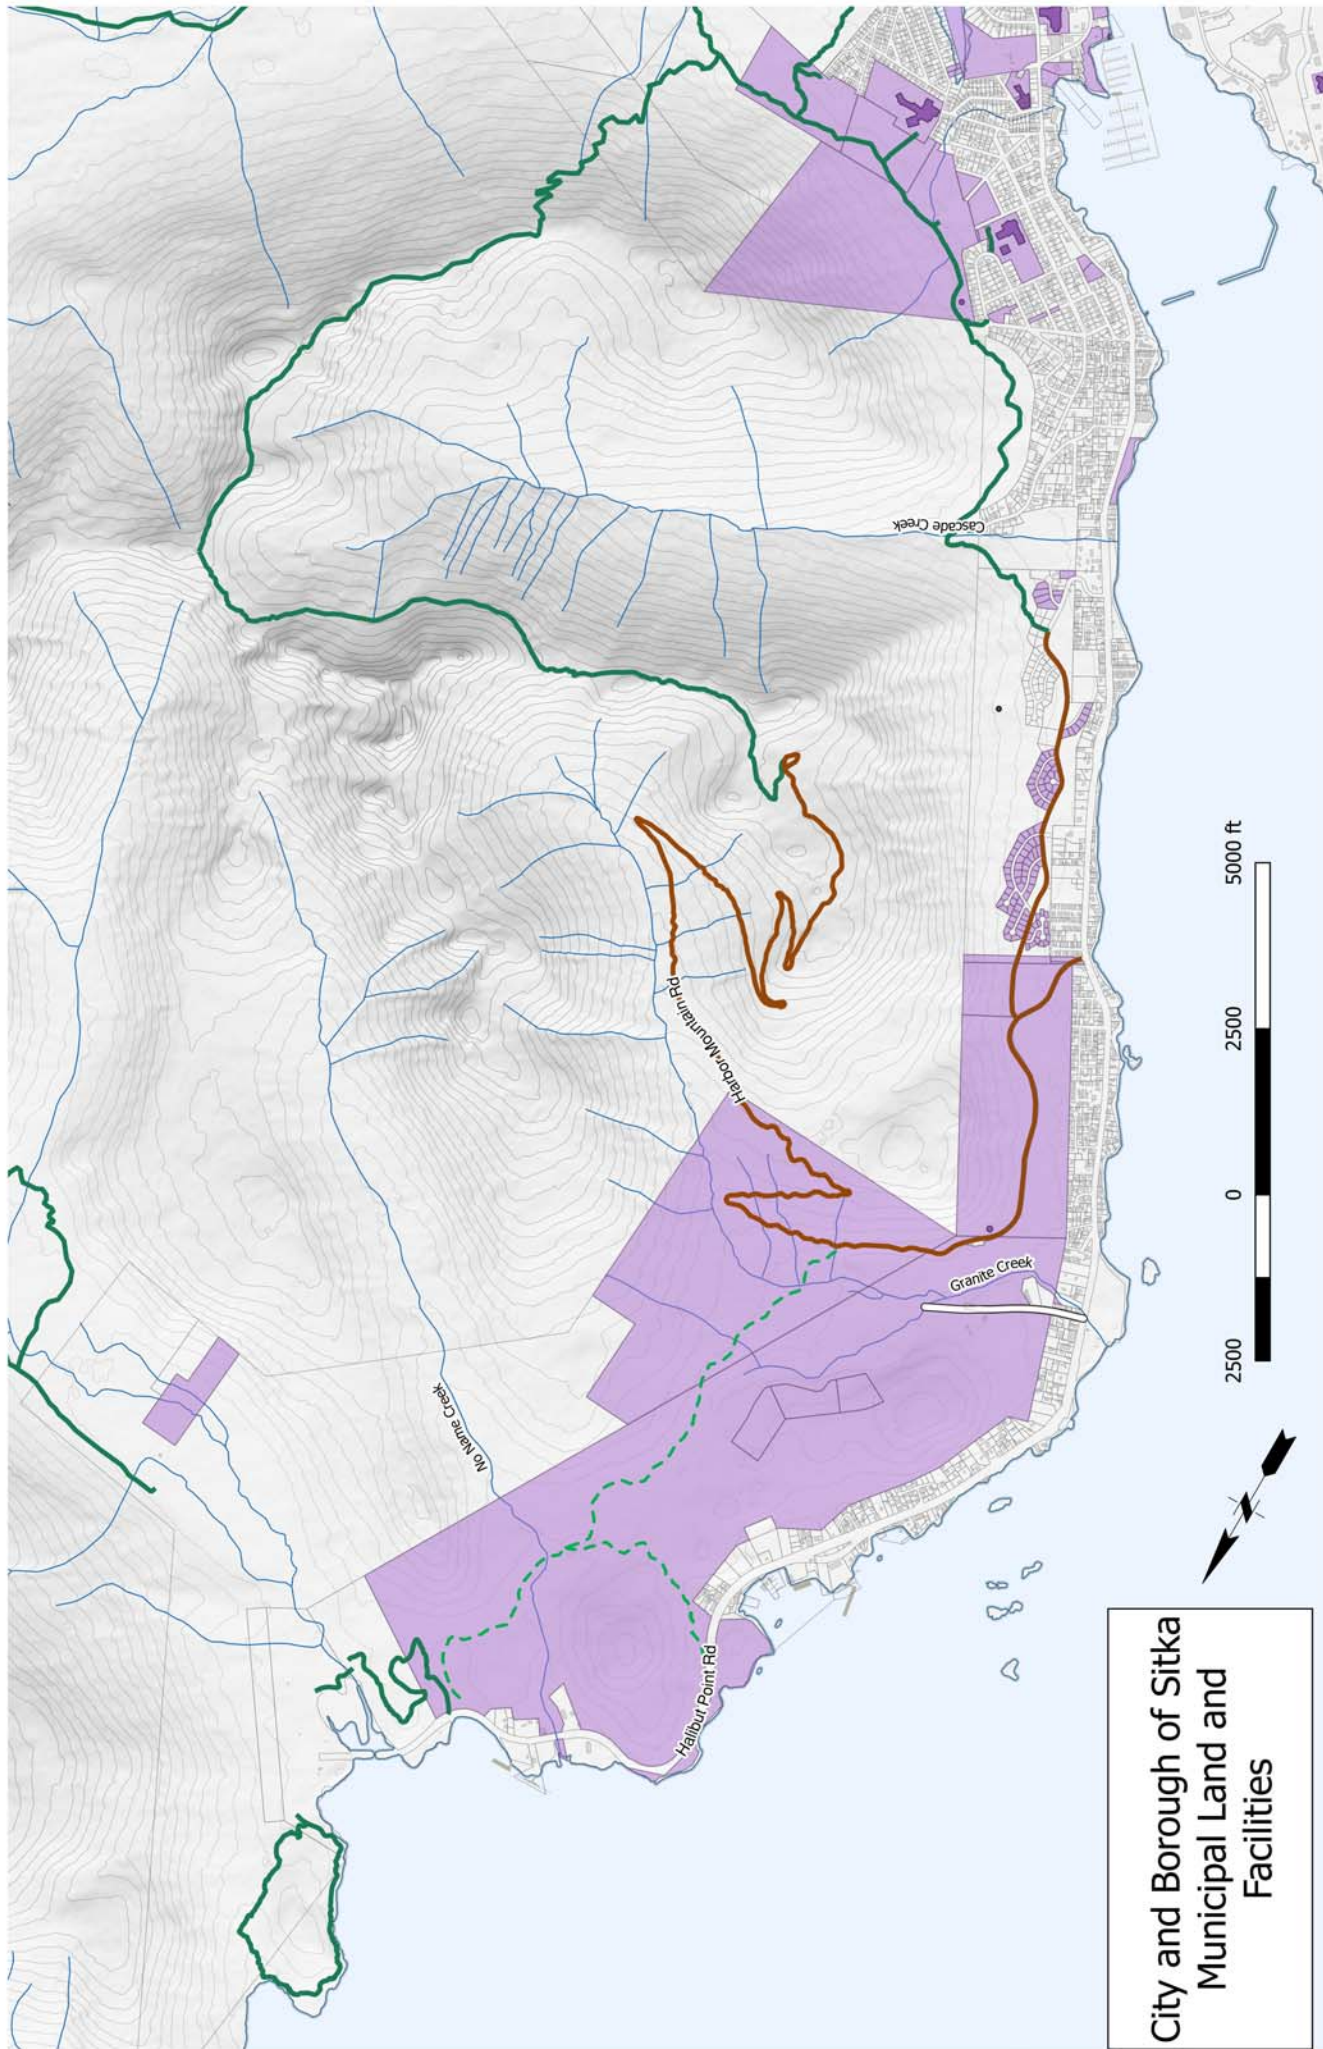 City and Borough of Sitka
Municipal Land and
Facilities
2500
0
2500
5000 ft
Halibut Point Rd
No Name Creek
Granite Creek
Harbor Mountain Rd
Cascade Creek